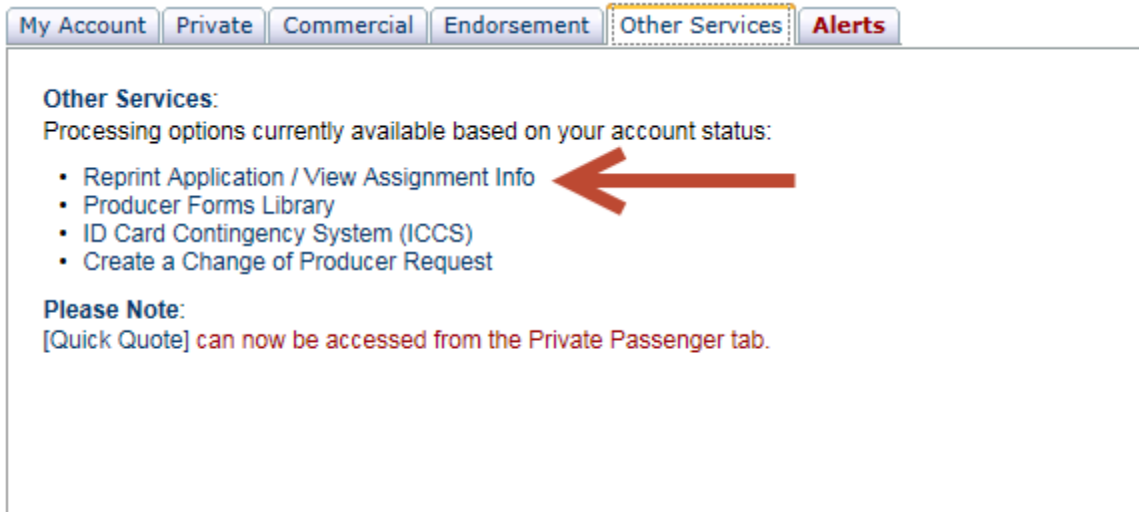 My Account Private Commercial Endorsement Other Services Alerts
Other Services:
Processing options currently available based on your account status:
• Reprint Application / View Assignment Info
• Producer Forms Library
• ID Card Contingency System (ICCS)
• Create a Change of Producer Request
Please Note:
[Quick Quote] can now be accessed from the Private Passenger tab.